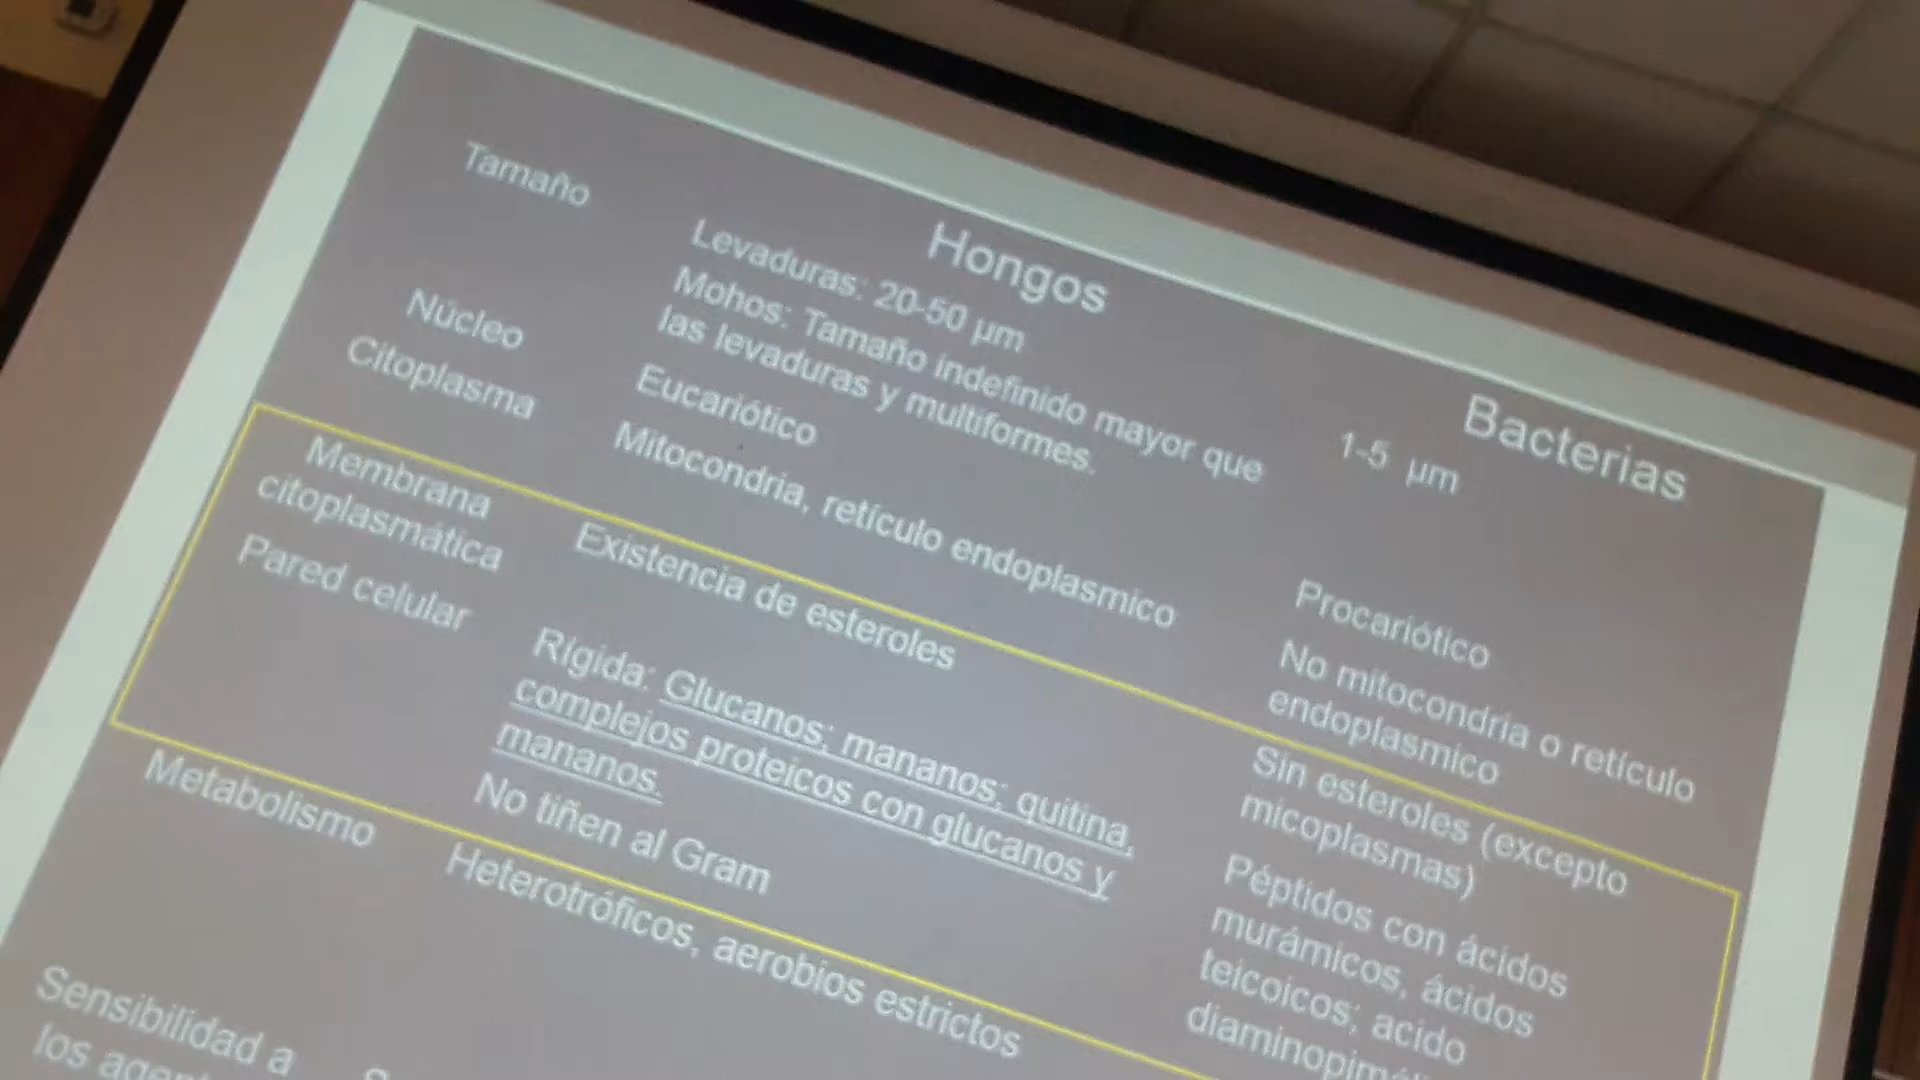 Hongos
Bacterias
Tamaño
Levaduras: 20-50 µm
Mohos: Tamaño indefinido mayor que
las levaduras y multiformes.
1-5 µm
Núcleo
Eucariótico
Procariótico
Citoplasma
Mitocondria, retículo endoplasmico
No mitocondria o retículo
endoplasmico
Membrana
citoplasmática
Existencia de esteroles
Sin esteroles (excepto
micoplasmas)
Pared celular
Rígida: Glucanos; mananos; quitina,
complejos proteicos con glucanos y
mananos.
No tiñen al Gram
Péptidos con ácidos
murámicos, ácidos
teicoicos; acido
Metabolismo
Heterotróficos, aerobios estrictos
Sensibilidad a
los